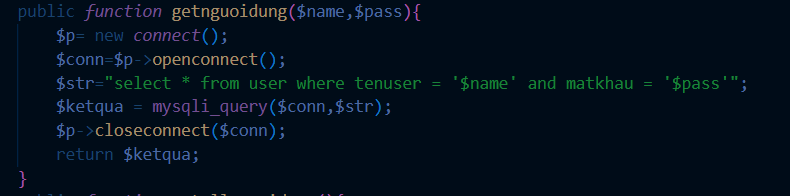 public function getnguoidung($name,$pass){
$p= new connect();
$conn=$p->openconnect();
$str="select * from user where tenuser = '$name' and matkhau = '$pass'";
$ketqua = mysqli_query($conn,$str);
$p->closeconnect($conn);
return $ketqua;
}